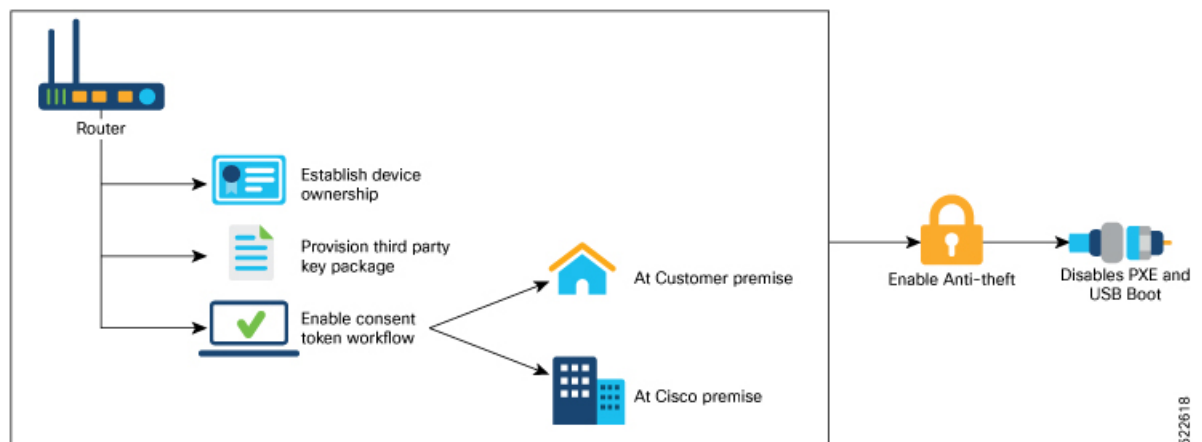 Router
Establish device
ownership
Provision third party
key package
Enable consent
token workflow
At Customer premise
At Cisco premise
Enable Anti-theft
Disables PXE and
USB Boot
522618